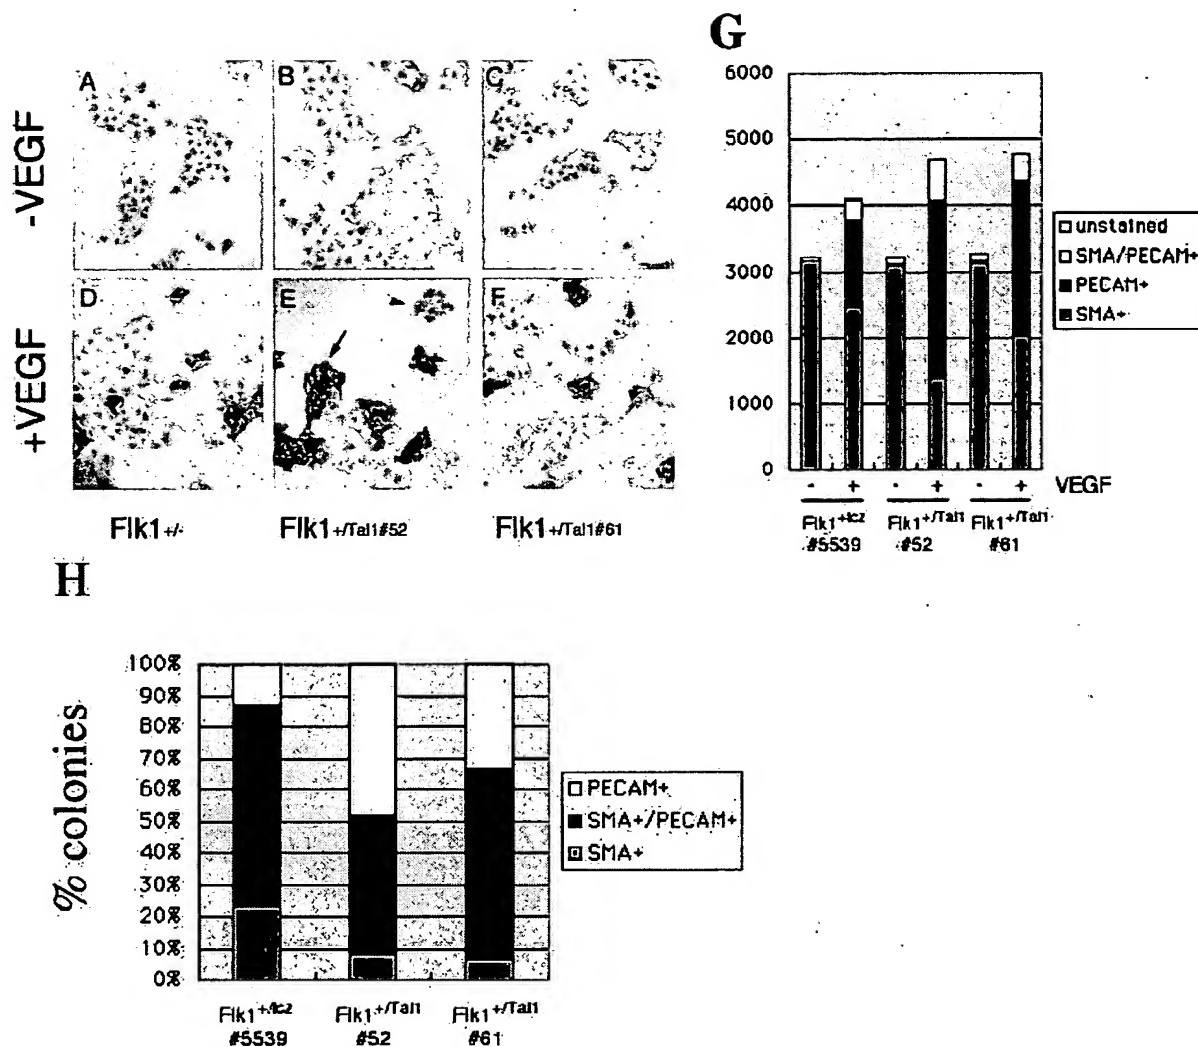 G
A
B
C
-VEGF
D
E
F
+VEGF
Flk1+/-
Flk1+/Tal1#52
Flk1+/Tal1#61
6000
5000
4000
3000
2000
1000
0
unstained
SMA/PECAM+
PECAM+
SMA+
- + - + - + VEGF
Flk1+/lcz
#5539
Flk1+/Tal1
#52
Flk1+/Tal1
#61
H
% colonies
100%
90%
80%
70%
60%
50%
40%
30%
20%
10%
0%
PECAM+
SMA+/PECAM+
SMA+
Flk1+/lcz
#5539
Flk1+/Tal1
#52
Flk1+/Tal1
#61